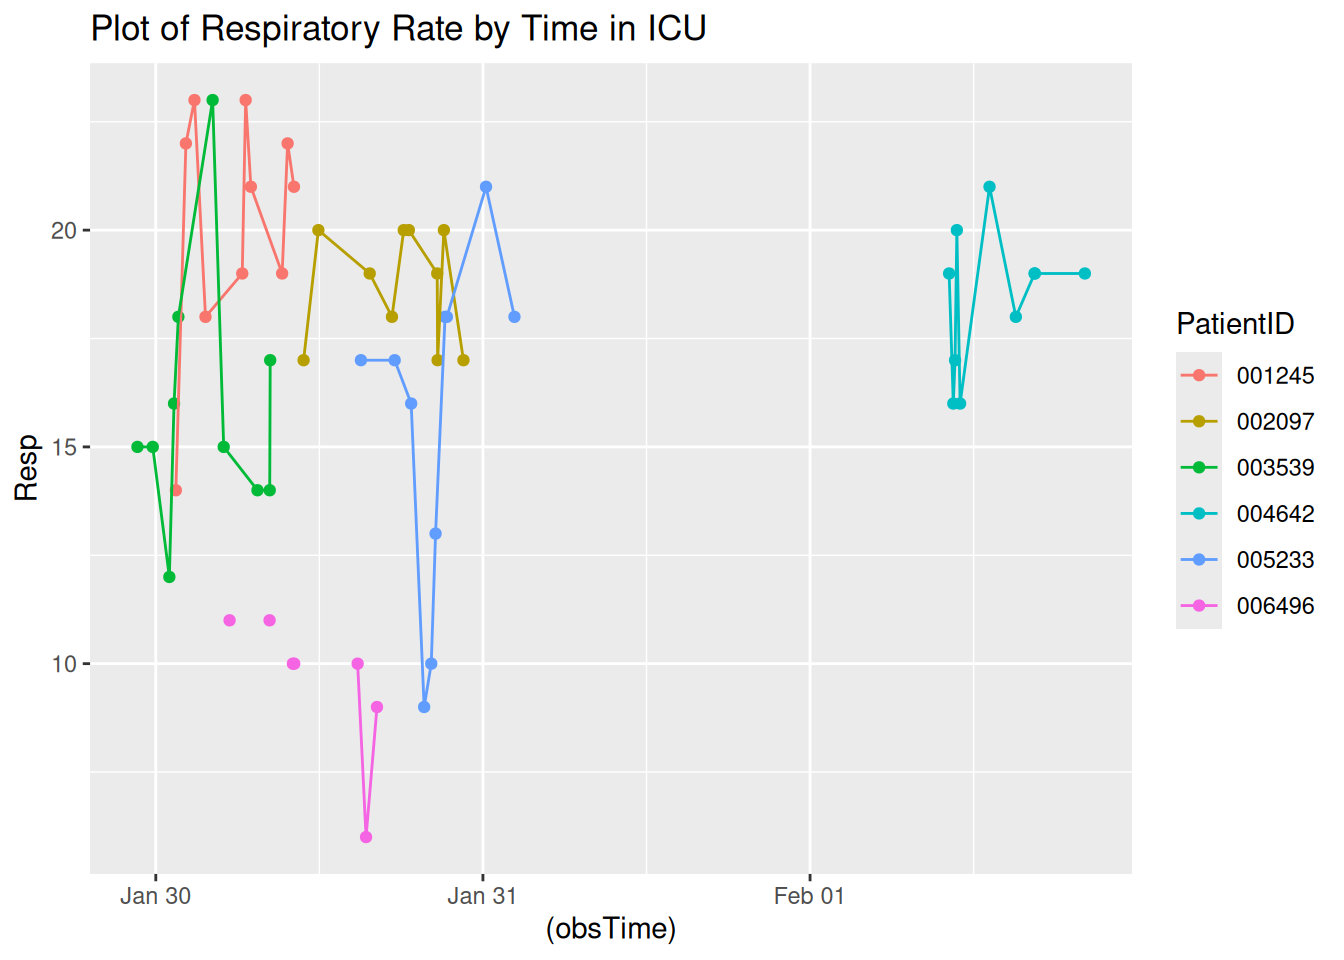 Plot of Respiratory Rate by Time in ICU
Resp
20
15
10
Jan 30
Jan 31
Feb 01
(obsTime)
PatientID
001245
002097
003539
004642
005233
006496